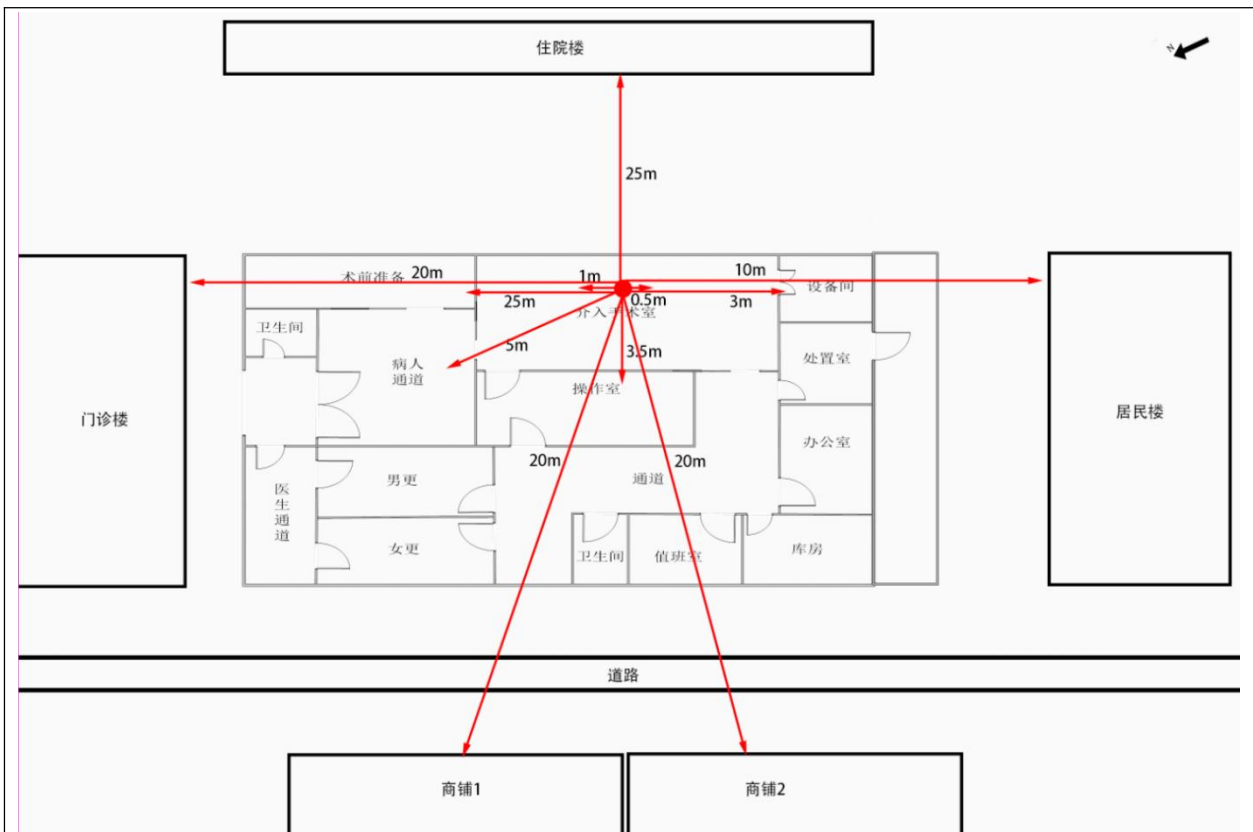 住院楼
N
25m
术前准备
20m
1m
10m
设备间
25m
0.5m
3m
介入手术室
卫生间
5m
3.5m
病人
通道
处置室
操作室
门诊楼
居民楼
办公室
20m
20m
男更
通道
医生通道
女更
卫生间
值班室
库房
道路
商铺1
商铺2